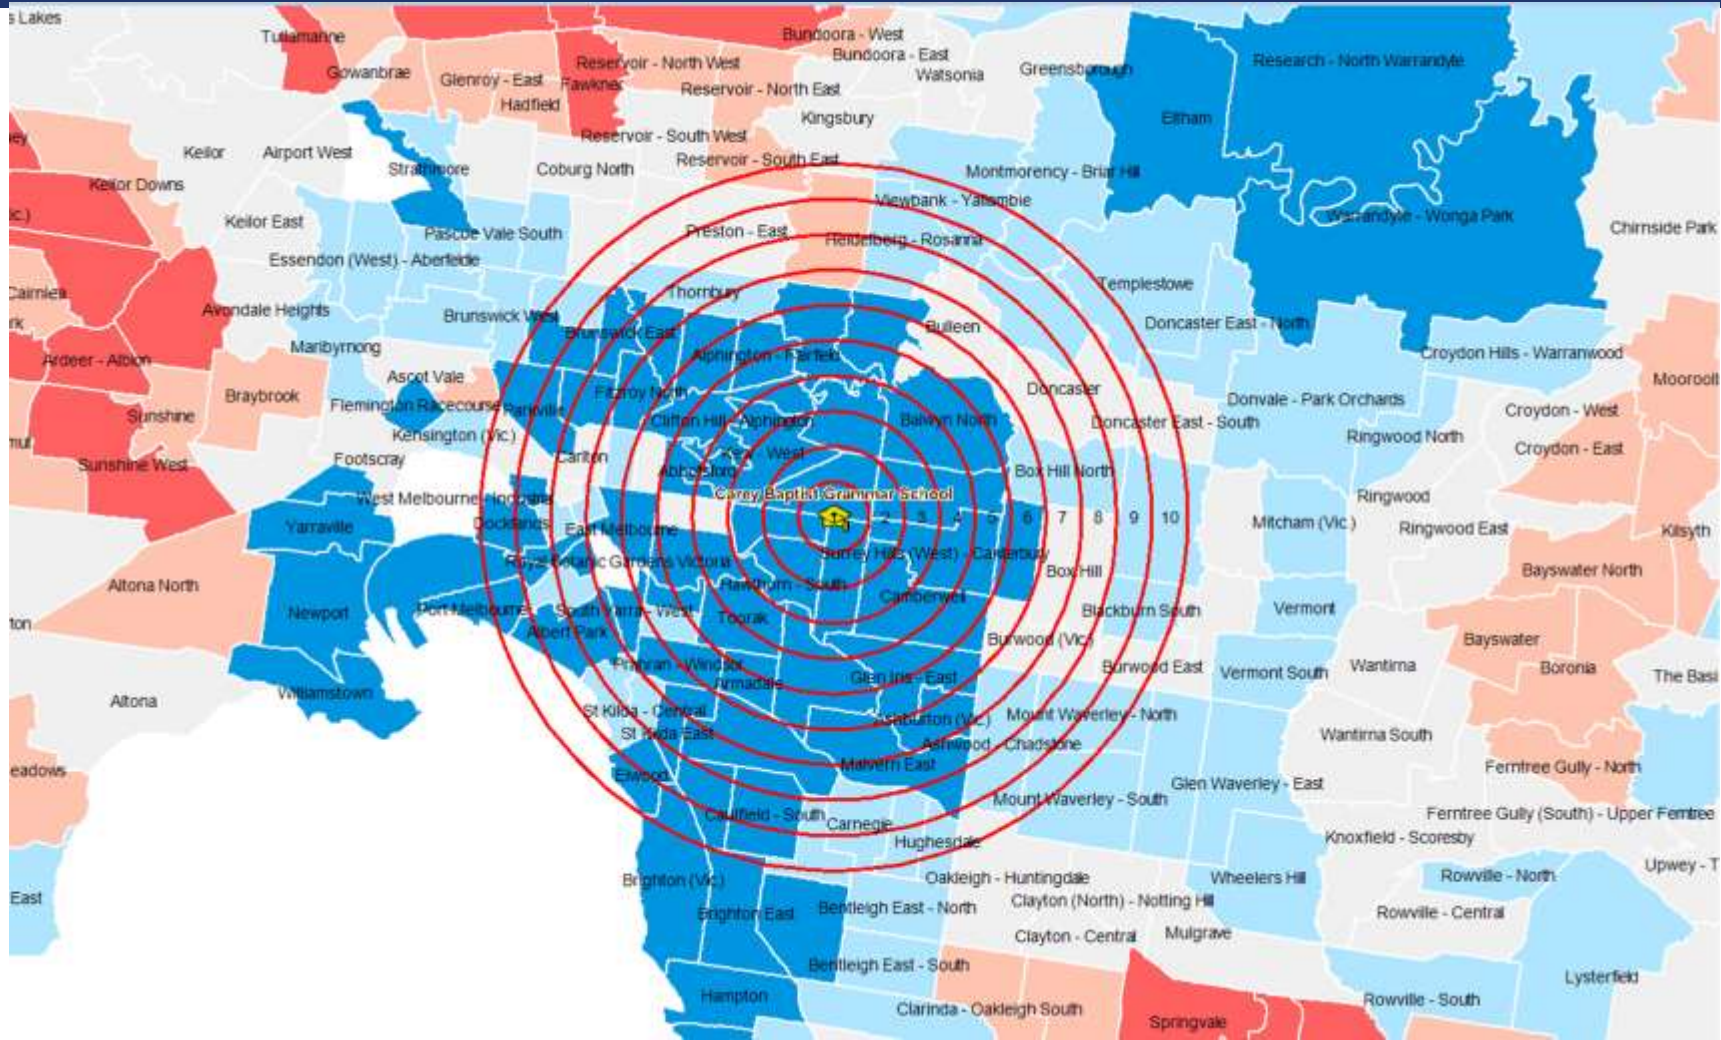 s Lakes
Tullamarine
Bundoora - West
Bundoora - East
Research - North Warrandyte
Gowanbrae
Glenroy - East
Fawkner
Reservoir - North West
Watsonia
Greensborough
Hadfield
Reservoir - North East
Kingsbury
Eltham
Reservoir - South West
Keilor
Airport West
Strathmore
Coburg North
Reservoir - South East
Montmorency - Briar Hill
Keilor Downs
Viewbank - Yallambie
Warrandyte - Wonga Park
Keilor East
Pascoe Vale South
Preston - East
Heidelberg - Rosanna
Chirnside Park
Essendon (West) - Aberfeldie
Cairnlea
Thornbury
Templestowe
Avondale Heights
Brunswick West
Brunswick East
Bulleen
Doncaster East - North
Maribyrnong
Alphington - Fairfield
Croydon Hills - Warranwood
Ardeer - Albion
Ascot Vale
Mooroolb
Braybrook
Flemington Racecourse
Parkville
Fitzroy North
Doncaster
Donvale - Park Orchards
Sunshine
Clifton Hill - Alphington
Balwyn North
Doncaster East - South
Croydon - West
Kensington (Vic.)
Ringwood North
Croydon - East
Sunshine West
Footscray
Carlton
Kew - West
Abbotsford
Box Hill North
West Melbourne - Industrial
Carey Baptist Grammar School
Ringwood
Yarraville
Docklands
East Melbourne
2 3 4 5 6 7 8 9 10
Mitcham (Vic.)
Ringwood East
Kilsyth
Royal Botanic Gardens Victoria
Surrey Hills (West) - Canterbury
Box Hill
Bayswater North
Altona North
Hawthorn - South
Camberwell
Newport
Port Melbourne
South Yarra - West
Toorak
Blackburn South
Vermont
ton
Albert Park
Burwood (Vic.)
Bayswater
Prahran - Windsor
Armadale
Glen Iris - East
Burwood East
Vermont South
Wantirna
Boronia
The Basi
Altona
Williamstown
St Kilda - Central
Ashburton (Vic.)
Mount Waverley - North
St Kilda East
Ashwood - Chadstone
Wantirna South
eadows
Elwood
Malvern East
Glen Waverley - East
Ferntree Gully - North
Mount Waverley - South
Caulfield - South
Carnegie
Ferntree Gully (South) - Upper Ferntree
Hughesdale
Knoxfield - Scoresby
Upwey - T
Brighton (Vic.)
Oakleigh - Huntingdale
Wheelers Hill
Rowville - North
East
Brighton East
Bentleigh East - North
Clayton (North) - Notting Hill
Rowville - Central
Clayton - Central
Mulgrave
Bentleigh East - South
Lysterfield
Hampton
Clarinda - Oakleigh South
Rowville - South
Springvale